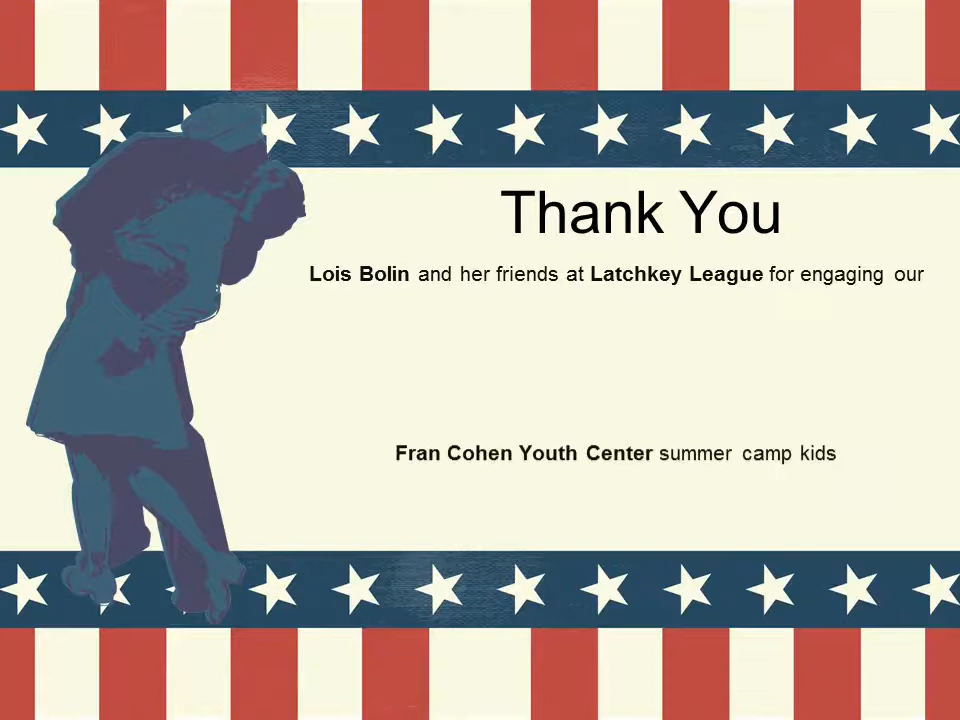 Thank You
Lois Bolin and her friends at Latchkey League for engaging our
Fran Cohen Youth Center summer camp kids